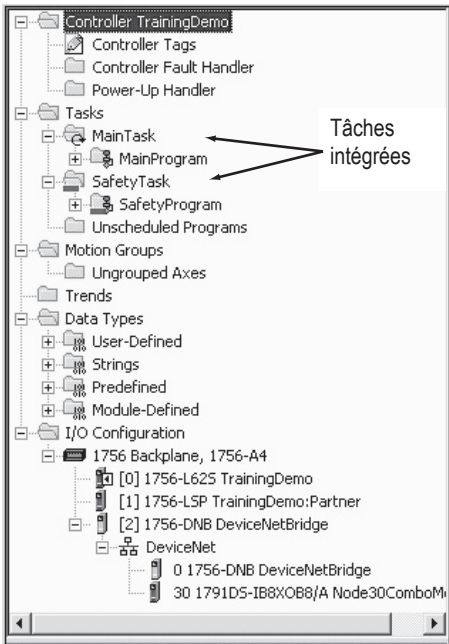 Controller TrainingDemo
Controller Tags
Controller Fault Handler
Power-Up Handler
Tasks
MainTask
MainProgram
SafetyTask
SafetyProgram
Unscheduled Programs
Tâches
intégrées
Motion Groups
Ungrouped Axes
Trends
Data Types
User-Defined
Strings
Predefined
Module-Defined
I/O Configuration
1756 Backplane, 1756-A4
[0] 1756-L62S TrainingDemo
[1] 1756-LSP TrainingDemo:Partner
[2] 1756-DNB DeviceNetBridge
DeviceNet
0 1756-DNB DeviceNetBridge
30 1791DS-IB8XOB8/A Node30ComboM